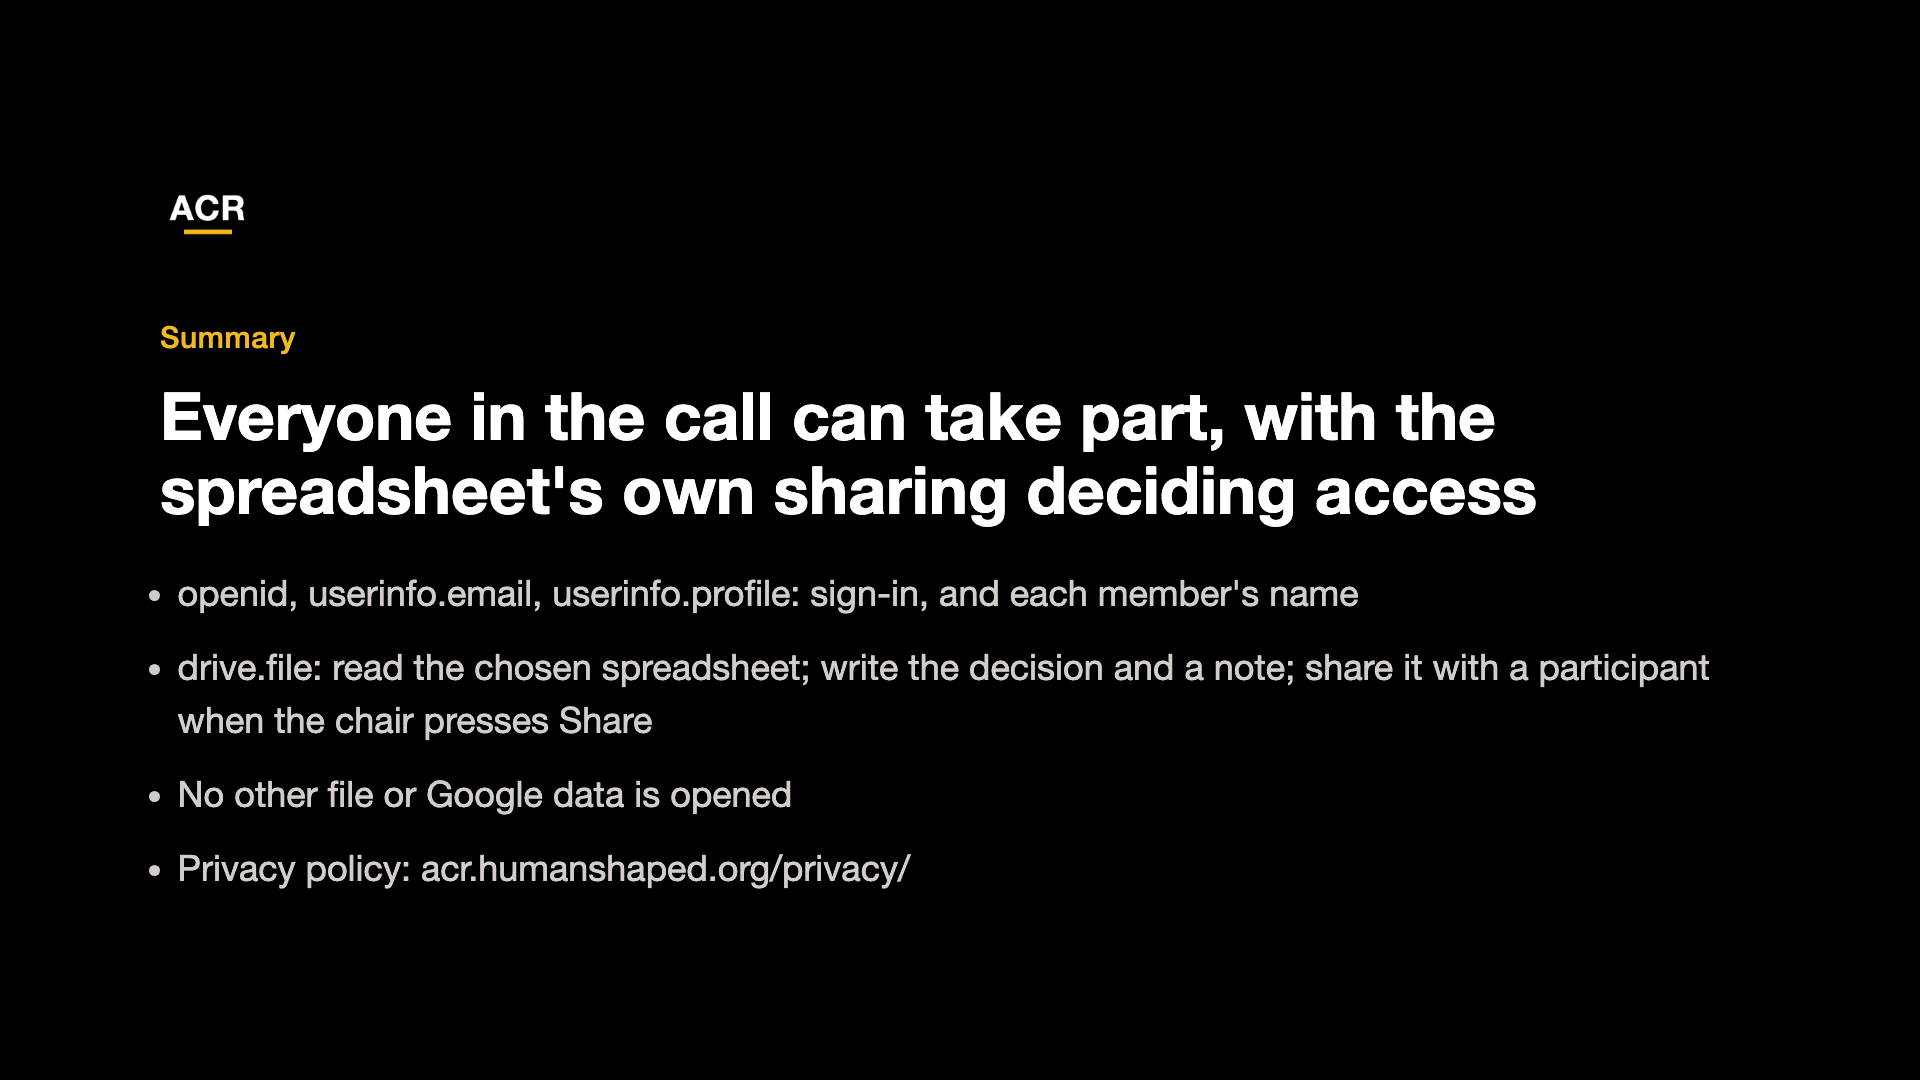 ACR
Summary
Everyone in the call can take part, with the
spreadsheet's own sharing deciding access
• openid, userinfo.email, userinfo.profile: sign-in, and each member's name
• drive.file: read the chosen spreadsheet; write the decision and a note; share it with a participant
when the chair presses Share
• No other file or Google data is opened
• Privacy policy: acr.humanshaped.org/privacy/